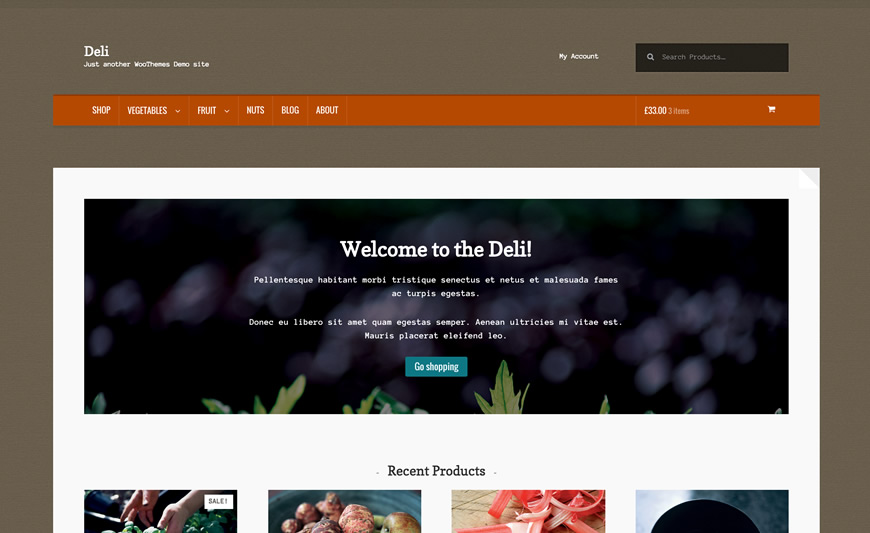 Deli
Just another WooThemes Demo site
My Account
Search Products…
SHOP VEGETABLES FRUIT NUTS BLOG ABOUT £33.00 3 items
Welcome to the Deli!
Pellentesque habitant morbi tristique senectus et netus et malesuada fames
ac turpis egestas.
Donec eu libero sit amet quam egestas semper. Aenean ultricies mi vitae est.
Mauris placerat eleifend leo.
Go shopping
- Recent Products -
SALE!